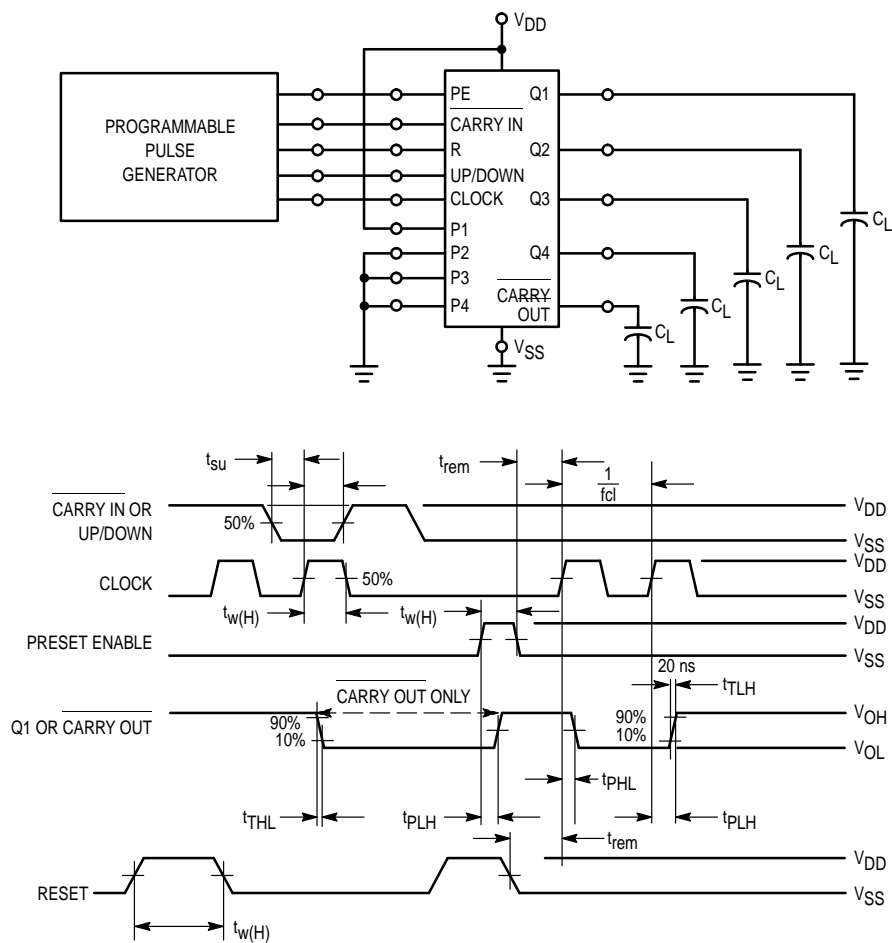 VDD
PROGRAMMABLE
PULSE
GENERATOR
PE
CARRY IN
R
UP/DOWN
CLOCK
P1
P2
P3
P4
Q1
Q2
Q3
Q4
CARRY
OUT
CL
CL
CL
CL
CL
VSS
tsu
trem
1
fcl
CARRY IN OR
UP/DOWN
50%
VDD
VSS
CLOCK
50%
VDD
VSS
tw(H)
tw(H)
PRESET ENABLE
VDD
VSS
20 ns
tTLH
CARRY OUT ONLY
Q1 OR CARRY OUT
90%
10%
90%
10%
VOH
VOL
tPHL
tTHL
tPLH
tPLH
trem
RESET
VDD
VSS
tw(H)